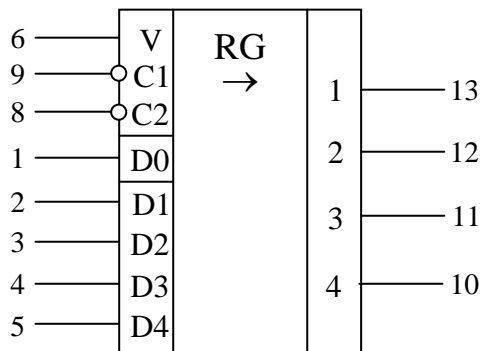 6 V RG
9 C1 →
8 C2 1 13
1 D0 2 12
2 D1
3 D2 3 11
4 D3 4 10
5 D4